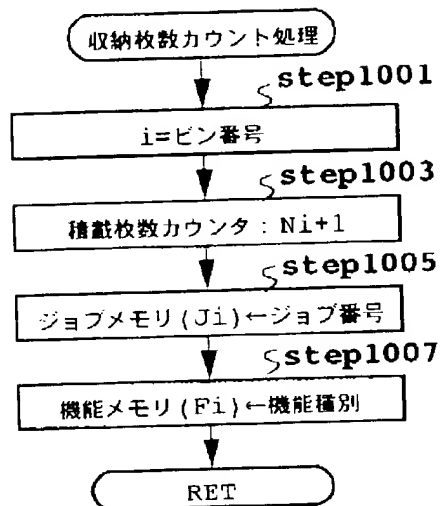 収納枚数カウント処理
step1001
i=ビン番号
step1003
積載枚数カウンタ：Ni+1
step1005
ジョブメモリ(Ji)←ジョブ番号
step1007
機能メモリ(Fi)←機能種別
RET